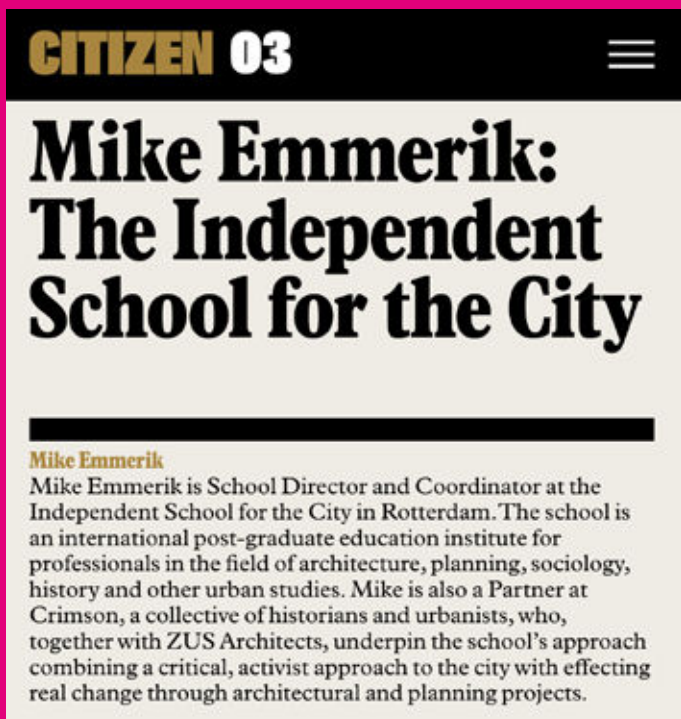 CITIZEN 03
Mike Emmerik:
The Independent
School for the City
Mike Emmerik
Mike Emmerik is School Director and Coordinator at the
Independent School for the City in Rotterdam. The school is
an international post-graduate education institute for
professionals in the field of architecture, planning, sociology,
history and other urban studies. Mike is also a Partner at
Crimson, a collective of historians and urbanists, who,
together with ZUS Architects, underpin the school’s approach
combining a critical, activist approach to the city with effecting
real change through architectural and planning projects.